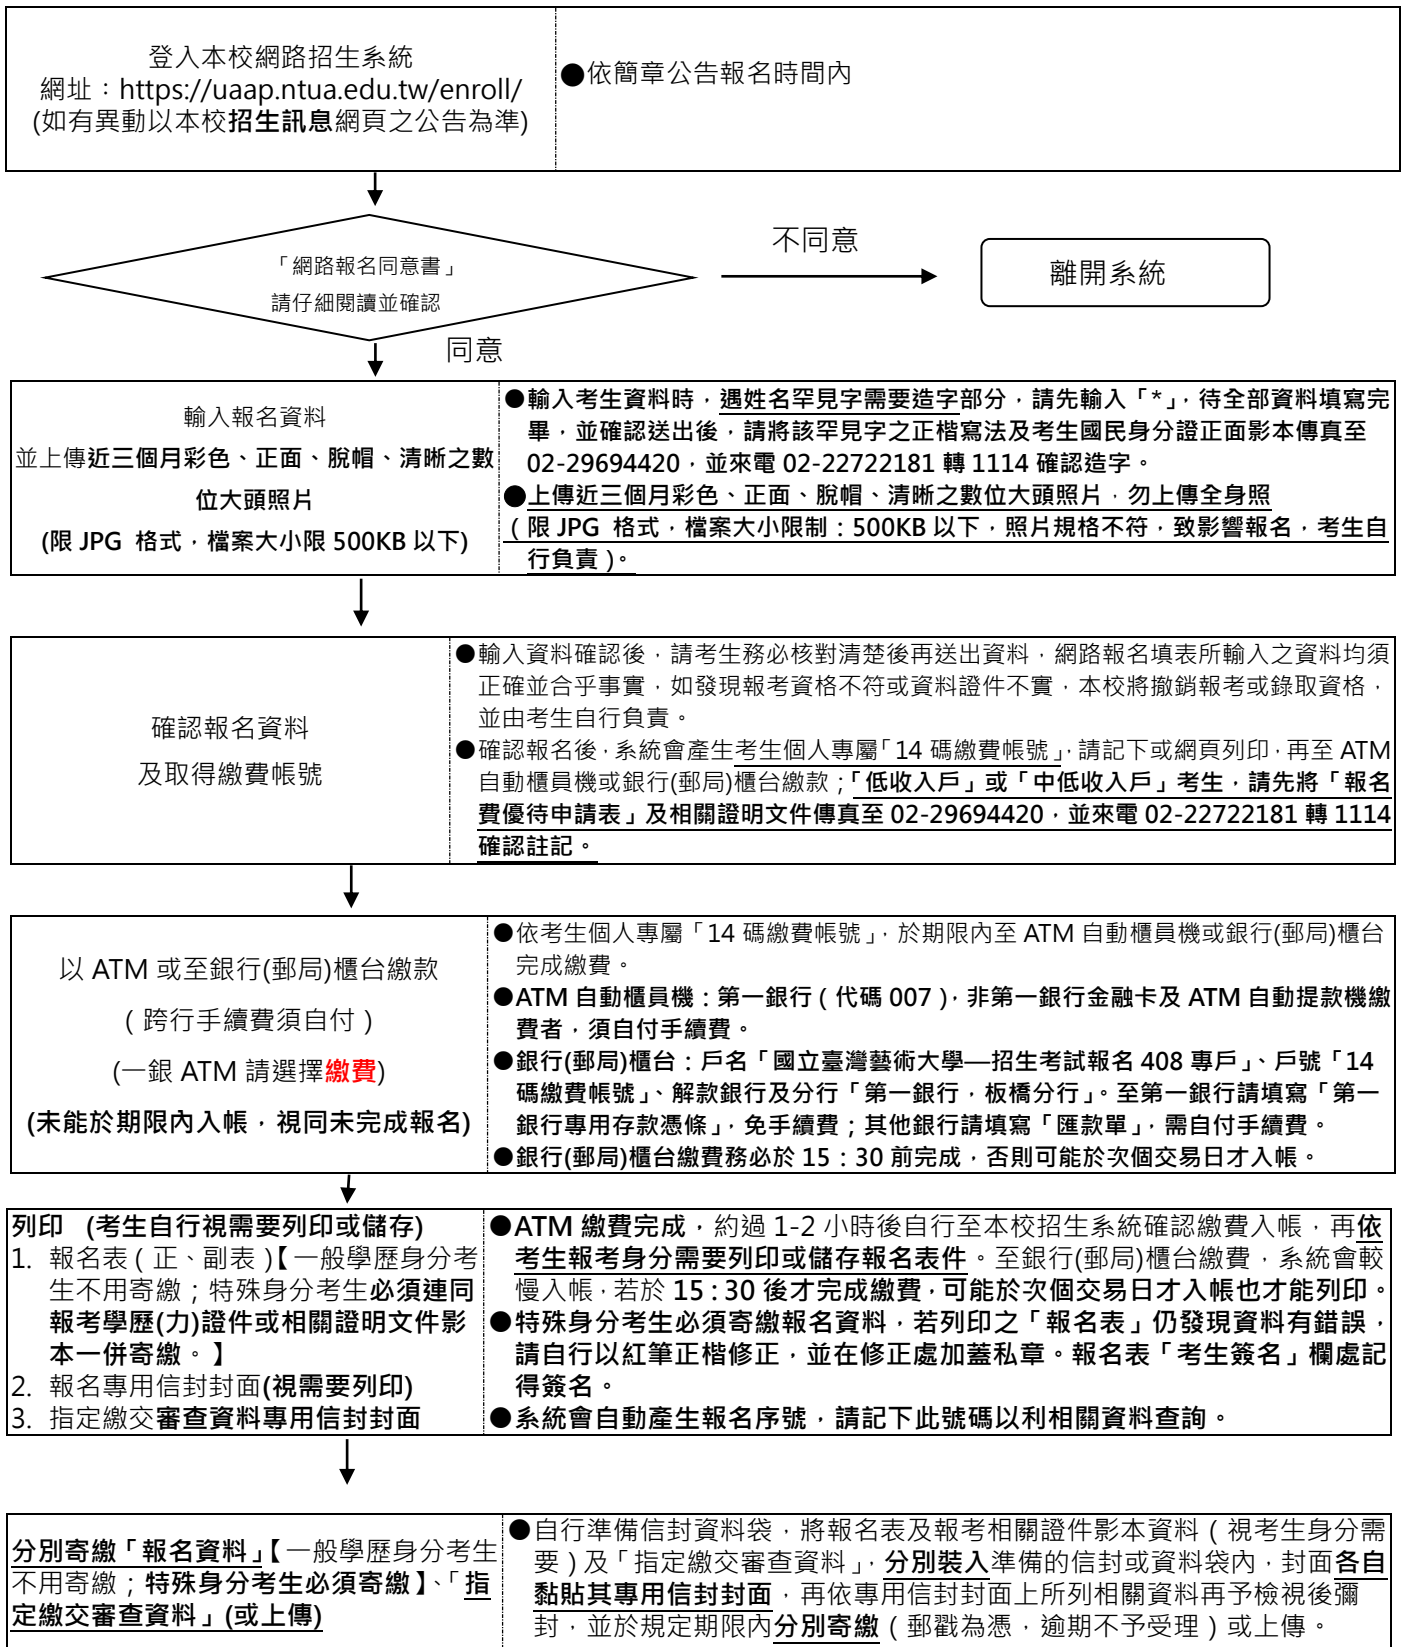 登入本校網路招生系統
網址：https://uaap.ntua.edu.tw/enroll/
(如有異動以本校招生訊息網頁之公告為準)
●依簡章公告報名時間內
「網路報名同意書」
請仔細閱讀並確認
不同意
離開系統
同意
輸入報名資料
並上傳近三個月彩色、正面、脫帽、清晰之數
位大頭照片
(限 JPG 格式，檔案大小限 500KB 以下)
●輸入考生資料時，遇姓名罕見字需要造字部分，請先輸入「*」，待全部資料填寫完
畢，並確認送出後，請將該罕見字之正楷寫法及考生國民身分證正面影本傳真至
02-29694420，並來電 02-22722181 轉 1114 確認造字。
●上傳近三個月彩色、正面、脫帽、清晰之數位大頭照片，勿上傳全身照
（限 JPG 格式，檔案大小限制：500KB 以下，照片規格不符，致影響報名，考生自
行負責）。
確認報名資料
及取得繳費帳號
●輸入資料確認後，請考生務必核對清楚後再送出資料，網路報名填表所輸入之資料均須
正確並合乎事實，如發現報考資格不符或資料證件不實，本校將撤銷報考或錄取資格，
並由考生自行負責。
●確認報名後，系統會產生考生個人專屬「14 碼繳費帳號」，請記下或網頁列印，再至 ATM
自動櫃員機或銀行(郵局)櫃台繳款；「低收入戶」或「中低收入戶」考生，請先將「報名
費優待申請表」及相關證明文件傳真至 02-29694420，並來電 02-22722181 轉 1114
確認註記。
以 ATM 或至銀行(郵局)櫃台繳款
（跨行手續費須自付）
(一銀 ATM 請選擇繳費)
(未能於期限內入帳，視同未完成報名)
●依考生個人專屬「14 碼繳費帳號」，於期限內至 ATM 自動櫃員機或銀行(郵局)櫃台
完成繳費。
●ATM 自動櫃員機：第一銀行（代碼 007），非第一銀行金融卡及 ATM 自動提款機繳
費者，須自付手續費。
●銀行(郵局)櫃台：戶名「國立臺灣藝術大學—招生考試報名 408 專戶」、戶號「14
碼繳費帳號」、解款銀行及分行「第一銀行，板橋分行」。至第一銀行請填寫「第一
銀行專用存款憑條」，免手續費；其他銀行請填寫「匯款單」，需自付手續費。
●銀行(郵局)櫃台繳費務必於 15：30 前完成，否則可能於次個交易日才入帳。
列印 (考生自行視需要列印或儲存)
1. 報名表（正、副表）【一般學歷身分考
生不用寄繳；特殊身分考生必須連同
報考學歷(力)證件或相關證明文件影
本一併寄繳。】
2. 報名專用信封封面(視需要列印)
3. 指定繳交審查資料專用信封封面
●ATM 繳費完成，約過 1-2 小時後自行至本校招生系統確認繳費入帳，再依
考生報考身分需要列印或儲存報名表件。至銀行(郵局)櫃台繳費，系統會較
慢入帳，若於 15：30 後才完成繳費，可能於次個交易日才入帳也才能列印。
●特殊身分考生必須寄繳報名資料，若列印之「報名表」仍發現資料有錯誤，
請自行以紅筆正楷修正，並在修正處加蓋私章。報名表「考生簽名」欄處記
得簽名。
●系統會自動產生報名序號，請記下此號碼以利相關資料查詢。
分別寄繳「報名資料」【一般學歷身分考生
不用寄繳；特殊身分考生必須寄繳】、「指
定繳交審查資料」(或上傳)
●自行準備信封資料袋，將報名表及報考相關證件影本資料（視考生身分需
要）及「指定繳交審查資料」，分別裝入準備的信封或資料袋內，封面各自
黏貼其專用信封封面，再依專用信封封面上所列相關資料再予檢視後彌
封，並於規定期限內分別寄繳（郵戳為憑，逾期不予受理）或上傳。